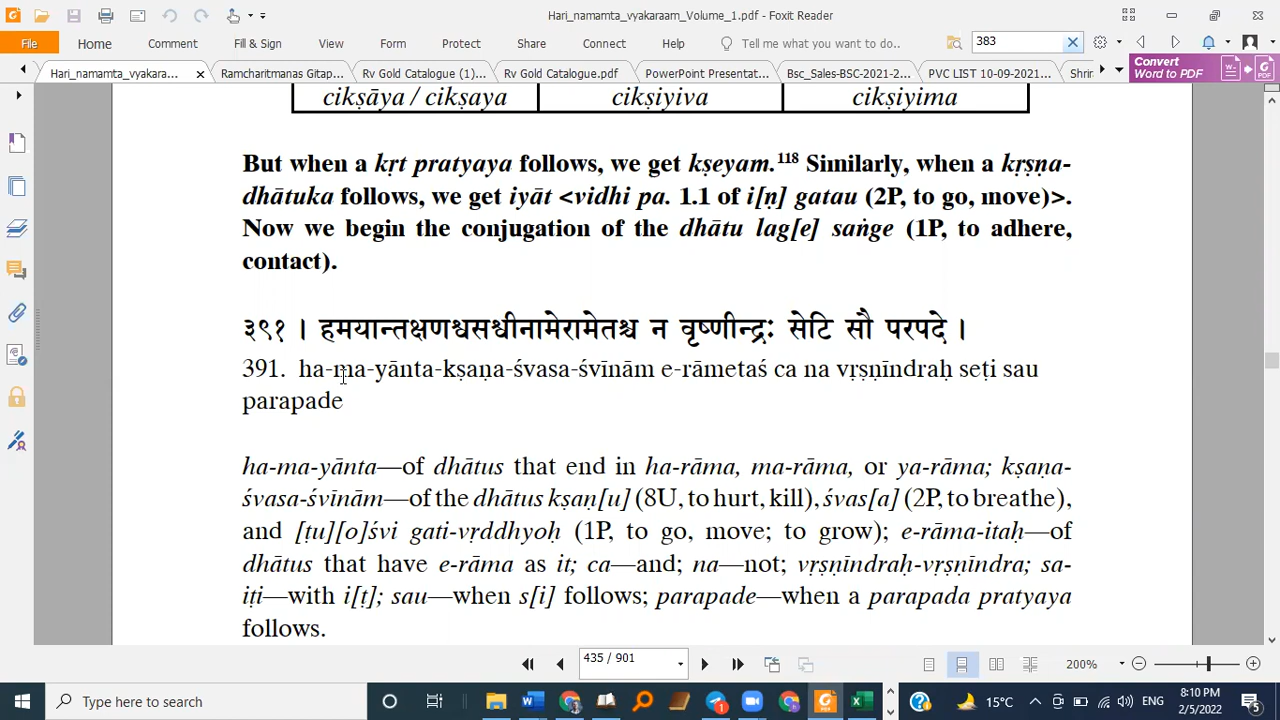 Hari_namamta_vyakaraam_Volume_1.pdf - Foxit Reader
File Home Comment Fill & Sign View Form Protect Share Connect Help Tell me what you want to do.. 383
Hari_namamta_vyakara... Ramcharitmanas Gitap... Rv Gold Catalogue (1)... Rv Gold Catalogue.pdf PowerPoint Presentat... Bsc_Sales-BSC-2021-2... PVC LIST 10-09-2021... Shrin
Convert
Word to PDF
cikṣāya / cikṣaya cikṣiyiva cikṣiyima
But when a kṛt pratyaya follows, we get kṣeyam.118 Similarly, when a kṛṣṇa-
dhātuka follows, we get iyāt <vidhi pa. 1.1 of i[ṇ] gatau (2P, to go, move)>.
Now we begin the conjugation of the dhātu lag[e] saṅge (1P, to adhere,
contact).
३९१ । हमयान्तक्षणश्वसश्वीनामेरामेतश्च न वृष्णीन्द्रः सेटि सौ परपदे ।
391. ha-ma-yānta-kṣaṇa-śvasa-śvīnām e-rāmetaś ca na vṛṣṇīndraḥ seṭi sau
parapade
ha-ma-yānta—of dhātus that end in ha-rāma, ma-rāma, or ya-rāma; kṣaṇa-
śvasa-śvīnām—of the dhātus kṣaṇ[u] (8U, to hurt, kill), śvas[a] (2P, to breathe),
and [ṭu][o]śvi gati-vṛddhyoḥ (1P, to go, move; to grow); e-rāma-itaḥ—of
dhātus that have e-rāma as it; ca—and; na—not; vṛṣṇīndraḥ-vṛṣṇīndra; sa-
iṭi—with i[ṭ]; sau—when s[i] follows; parapade—when a parapada pratyaya
follows.
435 / 901 200%
Type here to search 15°C ENG 8:10 PM
2/5/2022 5